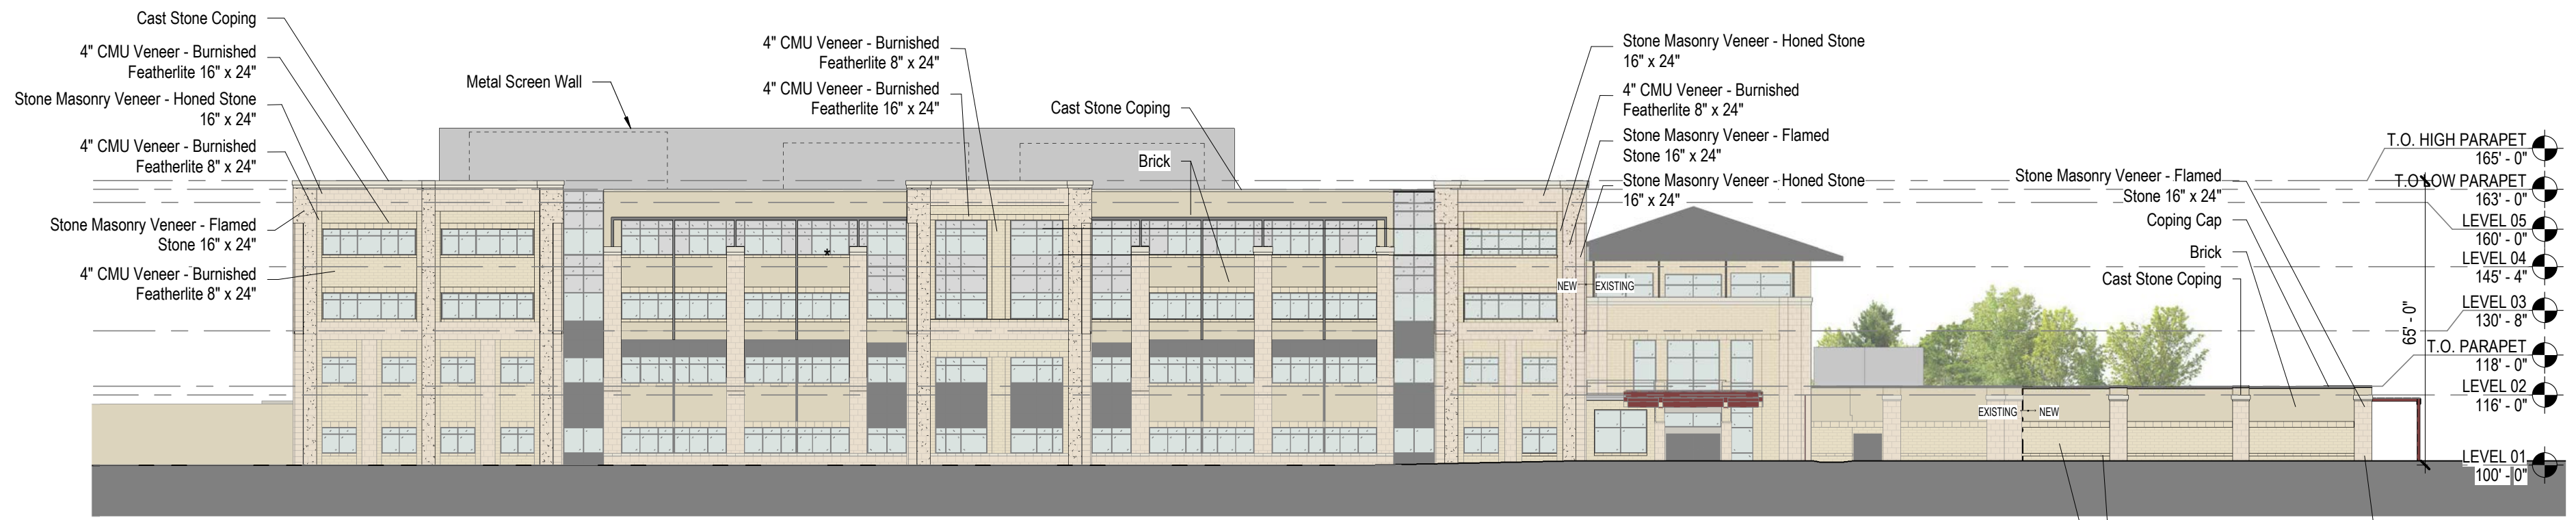 Cast Stone Coping
4" CMU Veneer - Burnished
Featherlite 16" x 24"
Stone Masonry Veneer - Honed Stone
16" x 24"
4" CMU Veneer - Burnished
Featherlite 8" x 24"
Stone Masonry Veneer - Flamed
Stone 16" x 24"
4" CMU Veneer - Burnished
Featherlite 8" x 24"
Metal Screen Wall
4" CMU Veneer - Burnished
Featherlite 8" x 24"
4" CMU Veneer - Burnished
Featherlite 16" x 24"
Cast Stone Coping
Brick
*
Stone Masonry Veneer - Honed Stone
16" x 24"
4" CMU Veneer - Burnished
Featherlite 8" x 24"
Stone Masonry Veneer - Flamed
Stone 16" x 24"
Stone Masonry Veneer - Honed Stone
16" x 24"
NEW
EXISTING
Stone Masonry Veneer - Flamed
Stone 16" x 24"
Coping Cap
Brick
Cast Stone Coping
EXISTING
NEW
65' - 0"
T.O. HIGH PARAPET
165' - 0"
T.O LOW PARAPET
163' - 0"
LEVEL 05
160' - 0"
LEVEL 04
145' - 4"
LEVEL 03
130' - 8"
T.O. PARAPET
118' - 0"
LEVEL 02
116' - 0"
LEVEL 01
100' - 0"